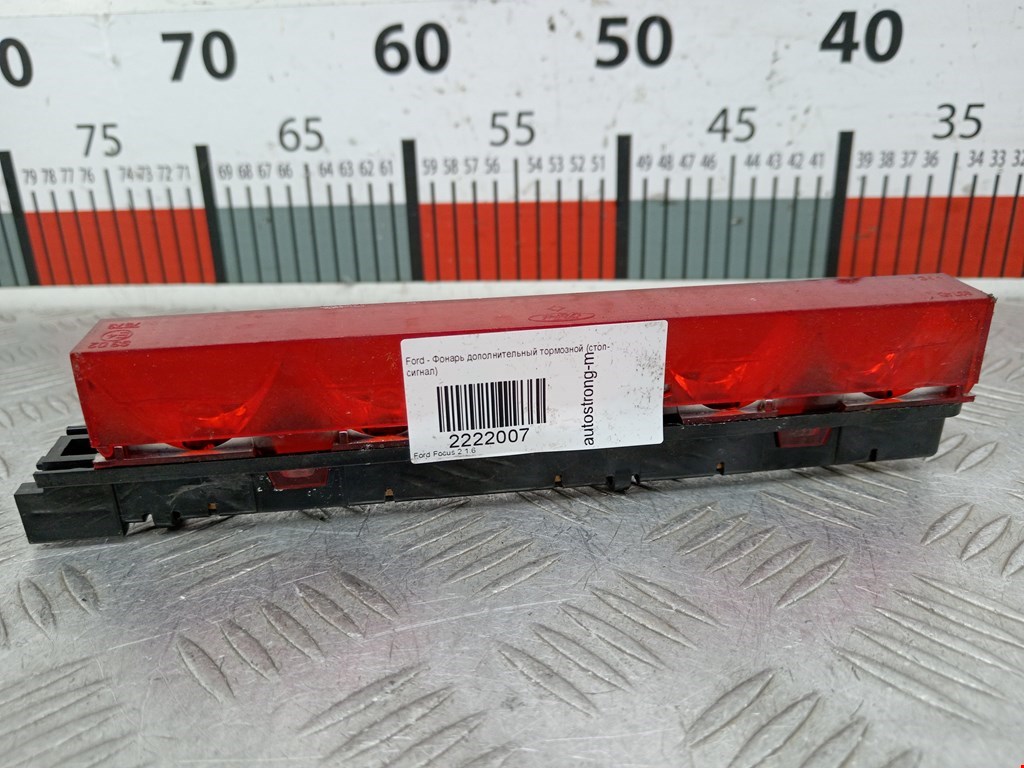 0 70 60 50 40
75 65 55 45 35
79 78 77 76 74 73 72 71 69 68 67 66 64 63 62 61 59 58 57 56 54 53 52 51 49 48 47 46 44 43 42 41 39 38 37 36 34 33 32
Ford - Фонарь дополнительный тормозной (стоп-
сигнал)
2222007
Ford Focus 2 1.6
autostrong-m